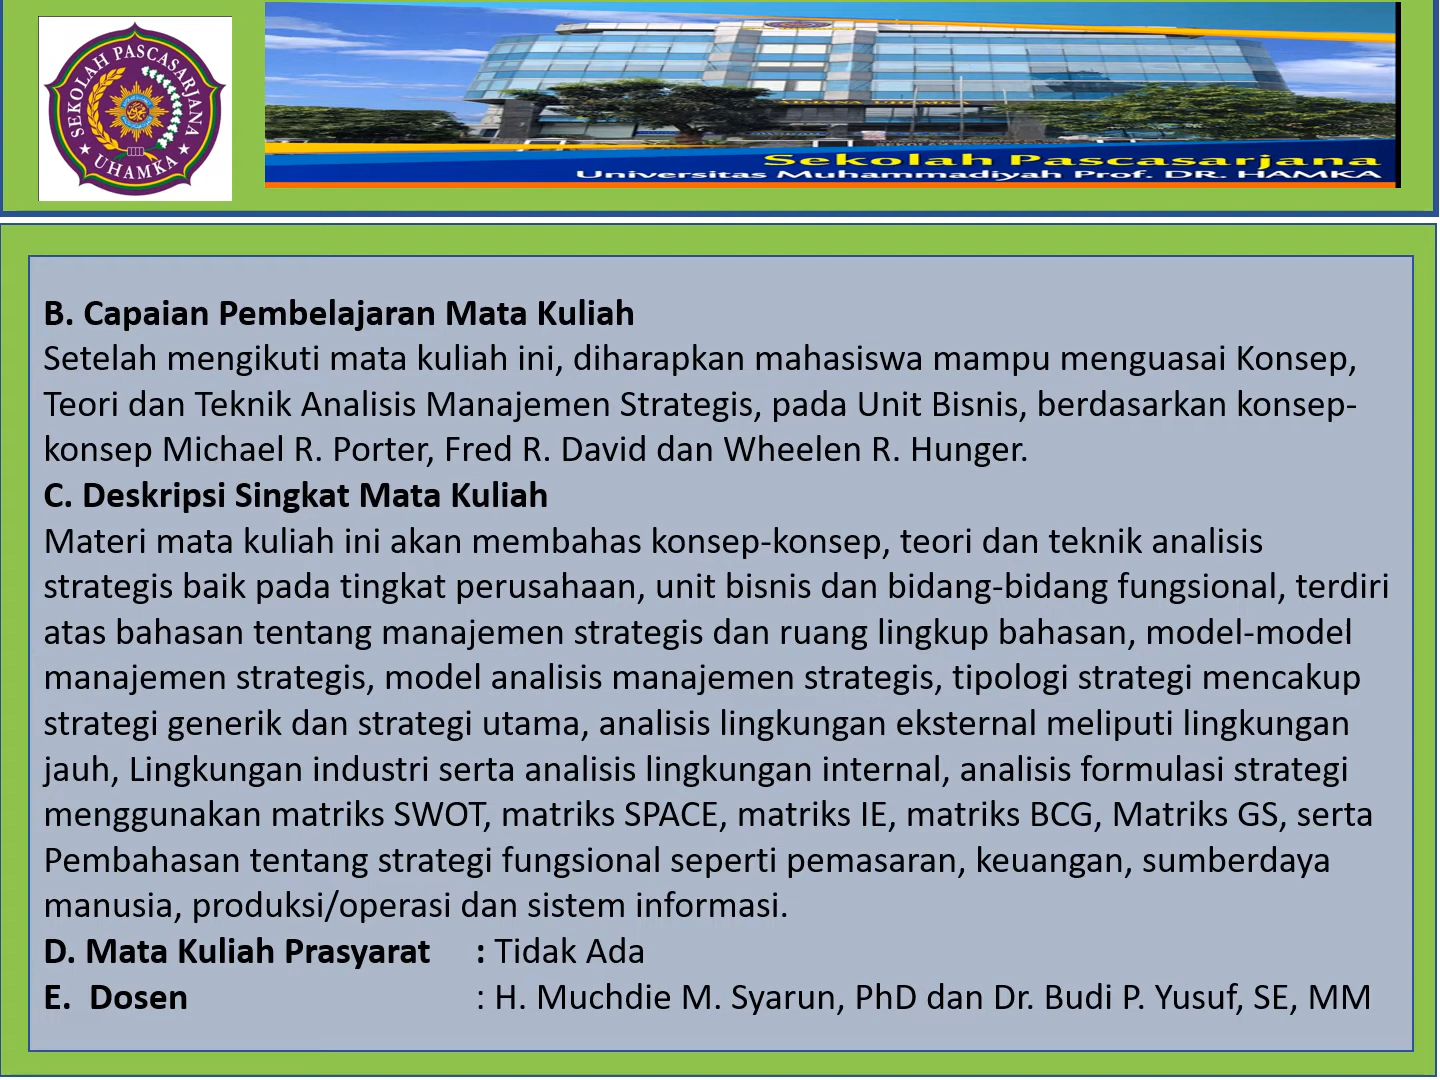 SEKOLAH PASCASARJANA
UHAMKA
Sekolah Pascasarjana
Universitas Muhammadiyah Prof. DR. HAMKA
B. Capaian Pembelajaran Mata Kuliah
Setelah mengikuti mata kuliah ini, diharapkan mahasiswa mampu menguasai Konsep,
Teori dan Teknik Analisis Manajemen Strategis, pada Unit Bisnis, berdasarkan konsep-
konsep Michael R. Porter, Fred R. David dan Wheelen R. Hunger.
C. Deskripsi Singkat Mata Kuliah
Materi mata kuliah ini akan membahas konsep-konsep, teori dan teknik analisis
strategis baik pada tingkat perusahaan, unit bisnis dan bidang-bidang fungsional, terdiri
atas bahasan tentang manajemen strategis dan ruang lingkup bahasan, model-model
manajemen strategis, model analisis manajemen strategis, tipologi strategi mencakup
strategi generik dan strategi utama, analisis lingkungan eksternal meliputi lingkungan
jauh, Lingkungan industri serta analisis lingkungan internal, analisis formulasi strategi
menggunakan matriks SWOT, matriks SPACE, matriks IE, matriks BCG, Matriks GS, serta
Pembahasan tentang strategi fungsional seperti pemasaran, keuangan, sumberdaya
manusia, produksi/operasi dan sistem informasi.
D. Mata Kuliah Prasyarat : Tidak Ada
E. Dosen : H. Muchdie M. Syarun, PhD dan Dr. Budi P. Yusuf, SE, MM